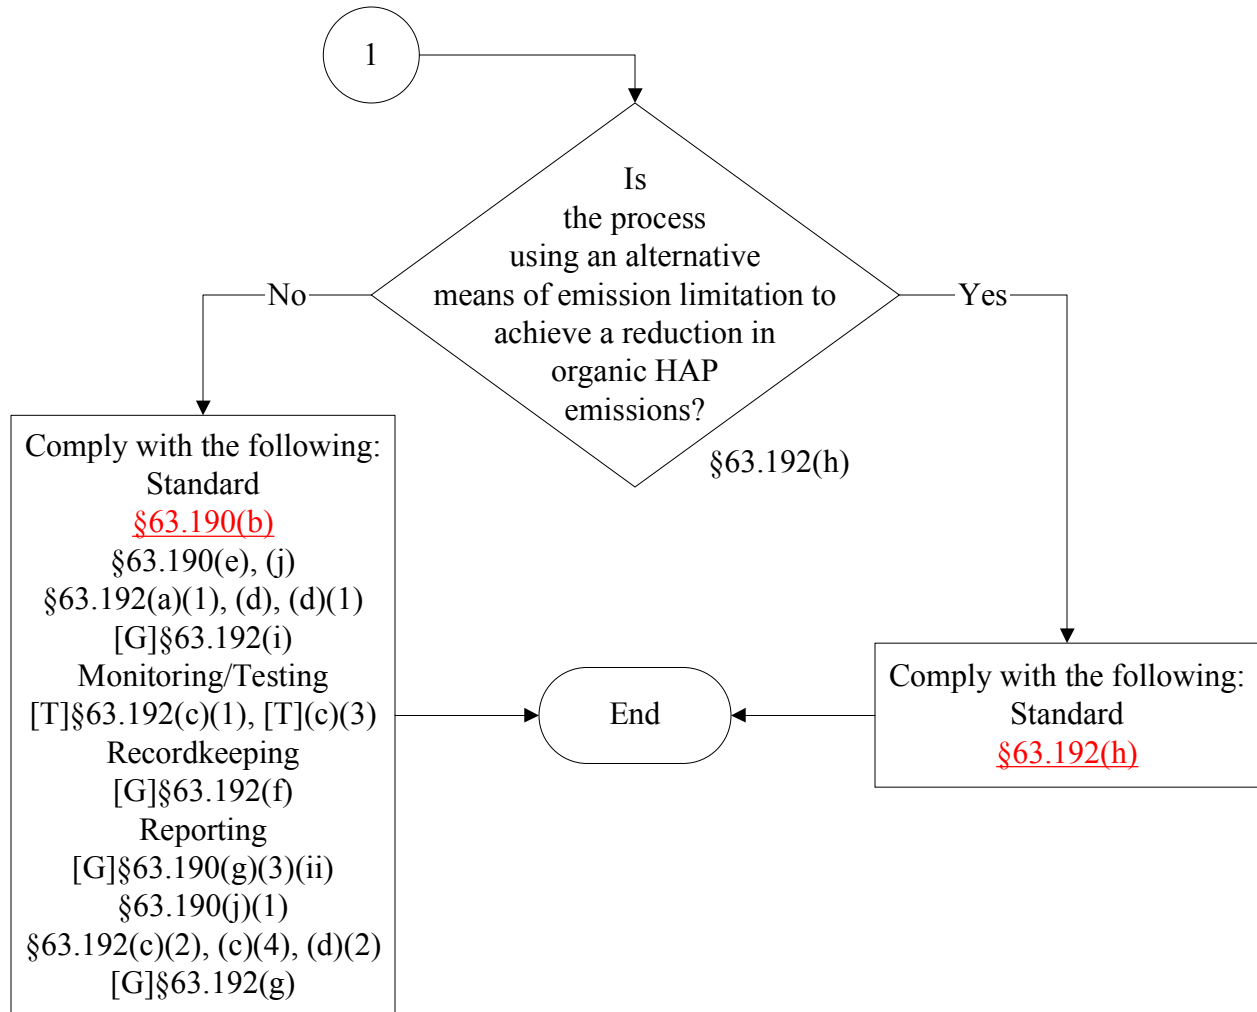 1
Is
the process
using an alternative
means of emission limitation to
achieve a reduction in
organic HAP
emissions?
§63.192(h)
No
Yes
Comply with the following:
Standard
§63.190(b)
§63.190(e), (j)
§63.192(a)(1), (d), (d)(1)
[G]§63.192(i)
Monitoring/Testing
[T]§63.192(c)(1), [T](c)(3)
Recordkeeping
[G]§63.192(f)
Reporting
[G]§63.190(g)(3)(ii)
§63.190(j)(1)
§63.192(c)(2), (c)(4), (d)(2)
[G]§63.192(g)
End
Comply with the following:
Standard
§63.192(h)